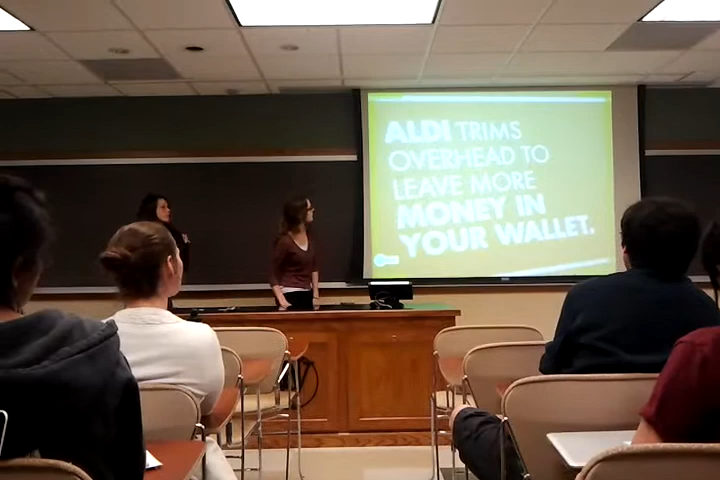 ALDI TRIMS
OVERHEAD TO
LEAVE MORE
MONEY IN
YOUR WALLET.